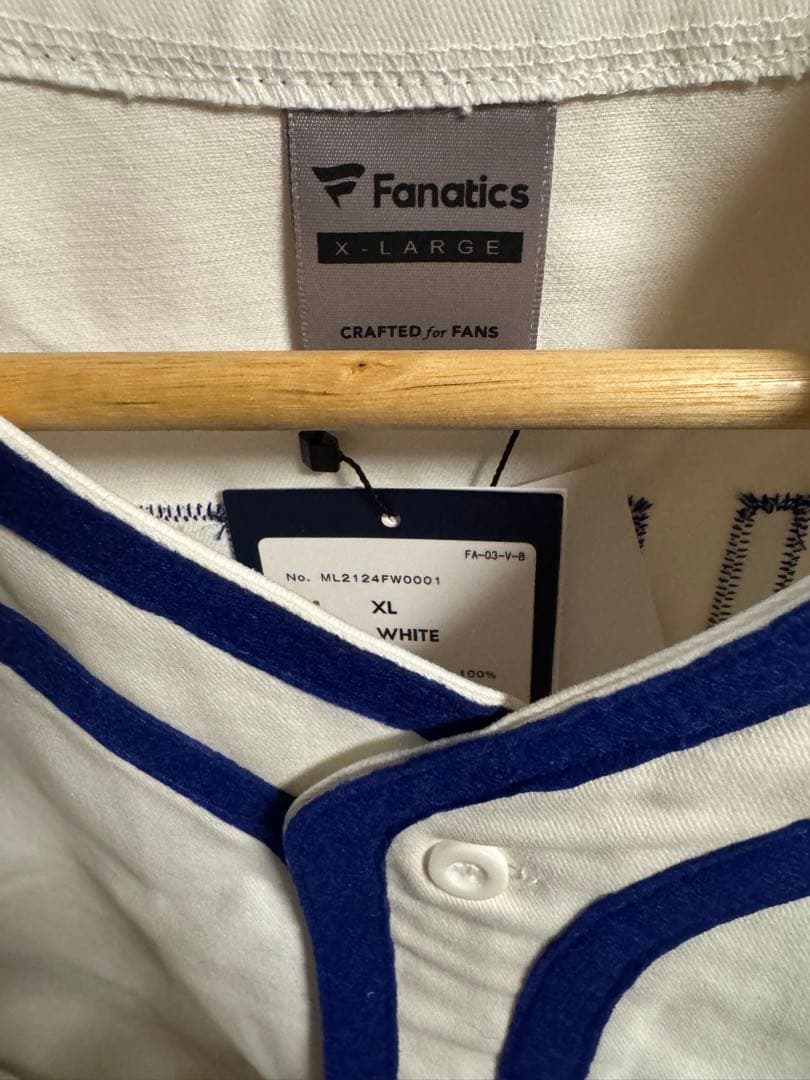 Fanatics
X-LARGE
CRAFTED for FANS
FA-03-V-B
No. ML2124FW0001
XL
WHITE
100%